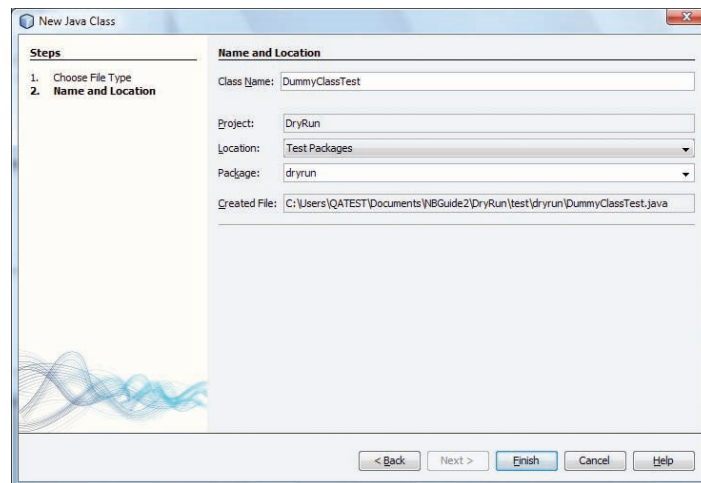 New Java Class
Steps
1. Choose File Type
2. Name and Location
Name and Location
Class Name: DummyClassTest
Project: DryRun
Location: Test Packages
Package: dryrun
Created File: C:\Users\QATEST\Documents\NBGuide2\DryRun\test\dryrun\DummyClassTest.java
< Back Next > Finish Cancel Help